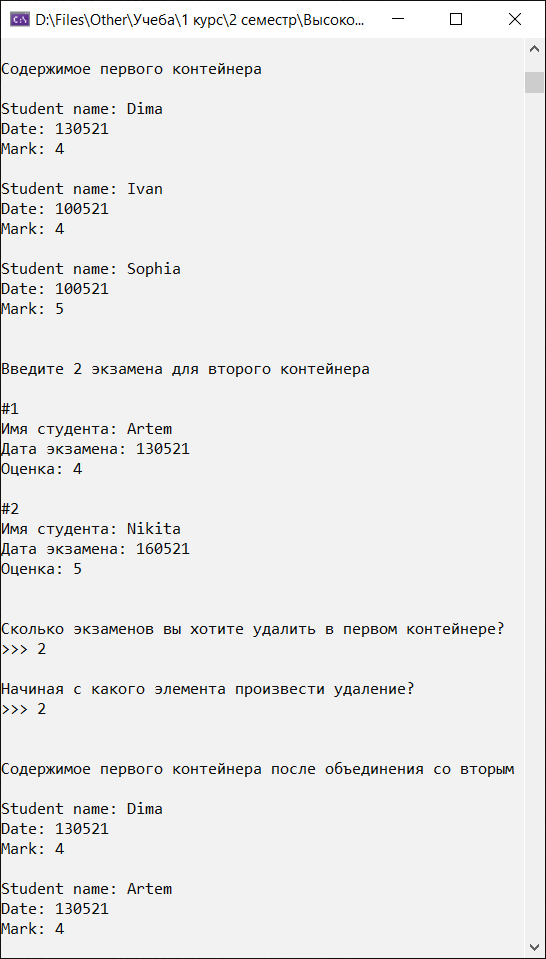 D:\Files\Other\Учеба\1 курс\2 семестр\Высоко...
Содержимое первого контейнера
Student name: Dima
Date: 130521
Mark: 4
Student name: Ivan
Date: 100521
Mark: 4
Student name: Sophia
Date: 100521
Mark: 5
Введите 2 экзамена для второго контейнера
#1
Имя студента: Artem
Дата экзамена: 130521
Оценка: 4
#2
Имя студента: Nikita
Дата экзамена: 160521
Оценка: 5
Сколько экзаменов вы хотите удалить в первом контейнере?
>>> 2
Начиная с какого элемента произвести удаление?
>>> 2
Содержимое первого контейнера после объединения со вторым
Student name: Dima
Date: 130521
Mark: 4
Student name: Artem
Date: 130521
Mark: 4